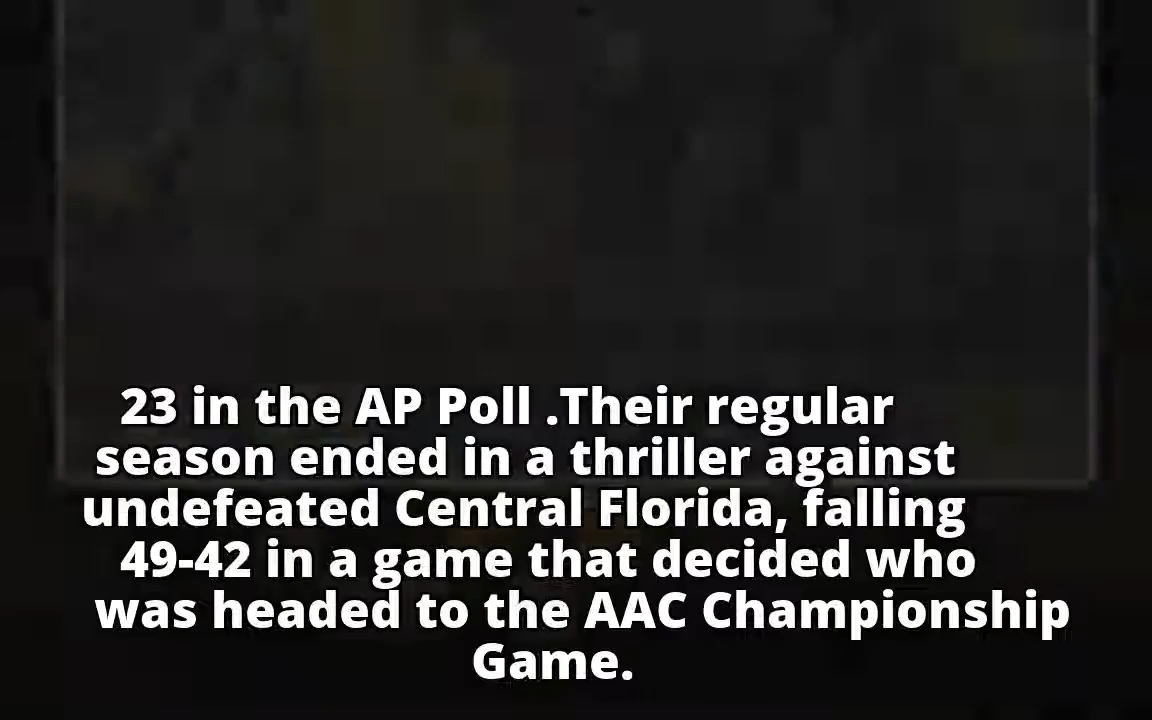 23 in the AP Poll .Their regular
season ended in a thriller against
undefeated Central Florida, falling
49-42 in a game that decided who
was headed to the AAC Championship
Game.